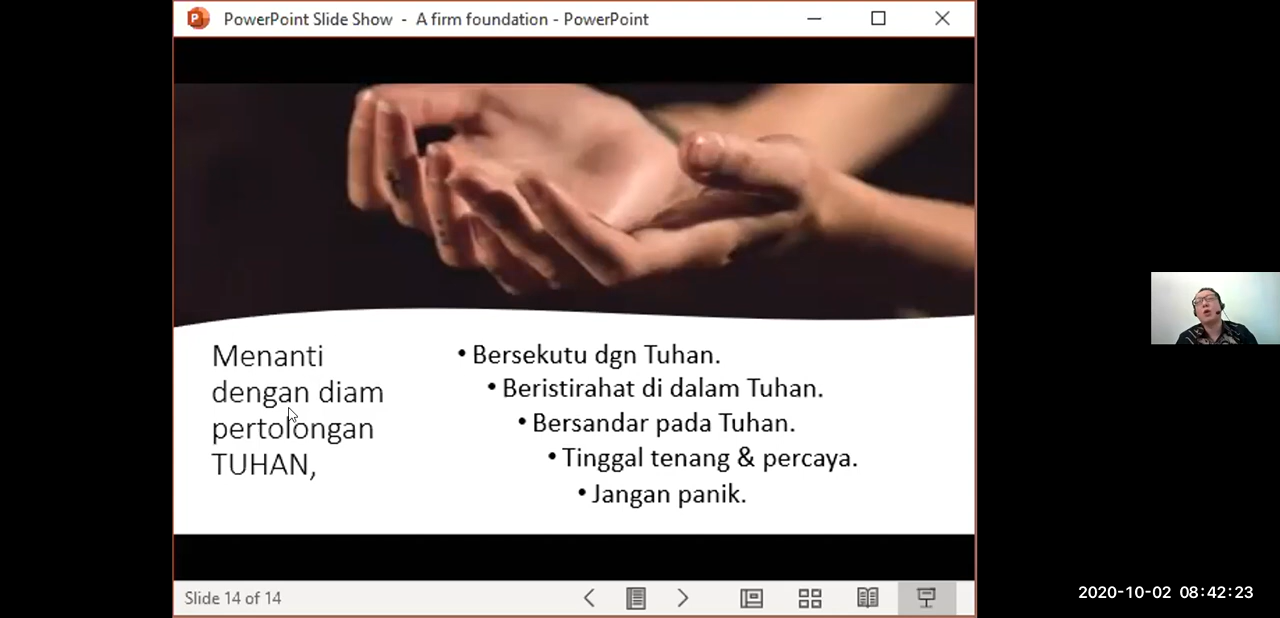 PowerPoint Slide Show - A firm foundation - PowerPoint
Menanti
dengan diam
pertolongan
TUHAN,
• Bersekutu dgn Tuhan.
• Beristirahat di dalam Tuhan.
• Bersandar pada Tuhan.
• Tinggal tenang & percaya.
• Jangan panik.
Slide 14 of 14
2020-10-02 08:42:23